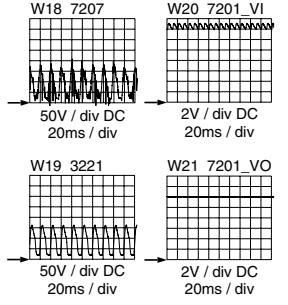 W18 7207
50V / div DC
20ms / div
W20 7201_VI
2V / div DC
20ms / div
W19 3221
50V / div DC
20ms / div
W21 7201_VO
2V / div DC
20ms / div